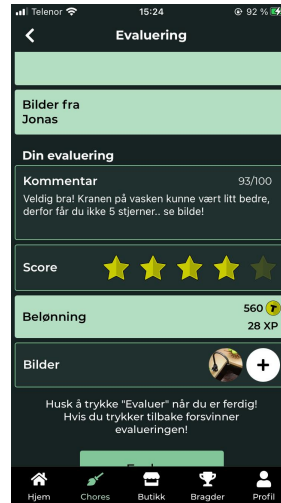 Telenor 15:24 92 %
Evaluering
Bilder fra
Jonas
Din evaluering
Kommentar 93/100
Veldig bra! Kranen på vasken kunne vært litt bedre,
derfor får du ikke 5 stjerner.. se bilde!
Score
Belønning 560 T
28 XP
Bilder +
Husk å trykke "Evaluer" når du er ferdig!
Hvis du trykker tilbake forsvinner
evalueringen!
Hjem Chores Butikk Bragder Profil